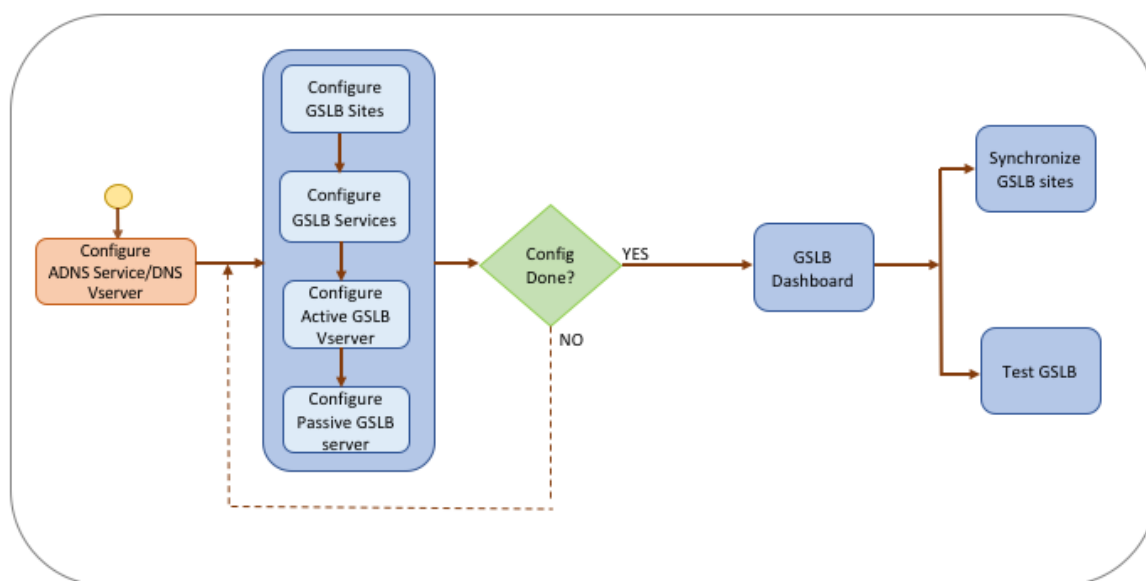 Configure
ADNS Service/DNS
Vserver
Configure
GSLB Sites
Configure
GSLB Services
Configure
Active GSLB
Vserver
Configure
Passive GSLB
server
Config
Done?
YES
NO
GSLB
Dashboard
Synchronize
GSLB sites
Test GSLB